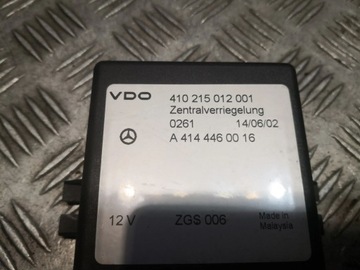 VDO 410 215 012 001
Zentralverriegelung
0261 14/06/02
A 414 446 00 16
12 V ZGS 006 Made in
Malaysia